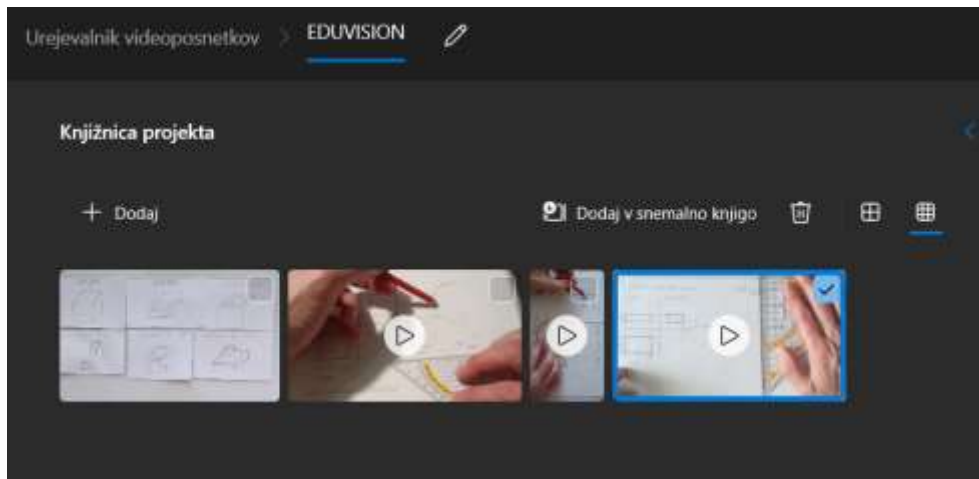 Urejevalnik videoposnetkov > EDUVISION
Knjižnica projekta
+ Dodaj
Dodaj v snemalno knjigo